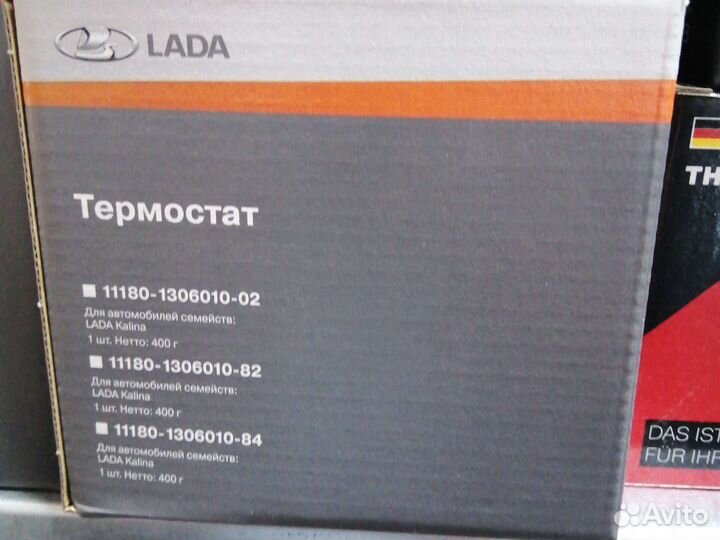 LADA
Термостат
11180-1306010-02
Для автомобилей семейств:
LADA Kalina
1 шт. Нетто: 400 г
11180-1306010-82
Для автомобилей семейств:
LADA Kalina
1 шт. Нетто: 400 г
11180-1306010-84
Для автомобилей семейств:
LADA Kalina
1 шт. Нетто: 400 г
TH
DAS IST
FÜR IHR
Avito